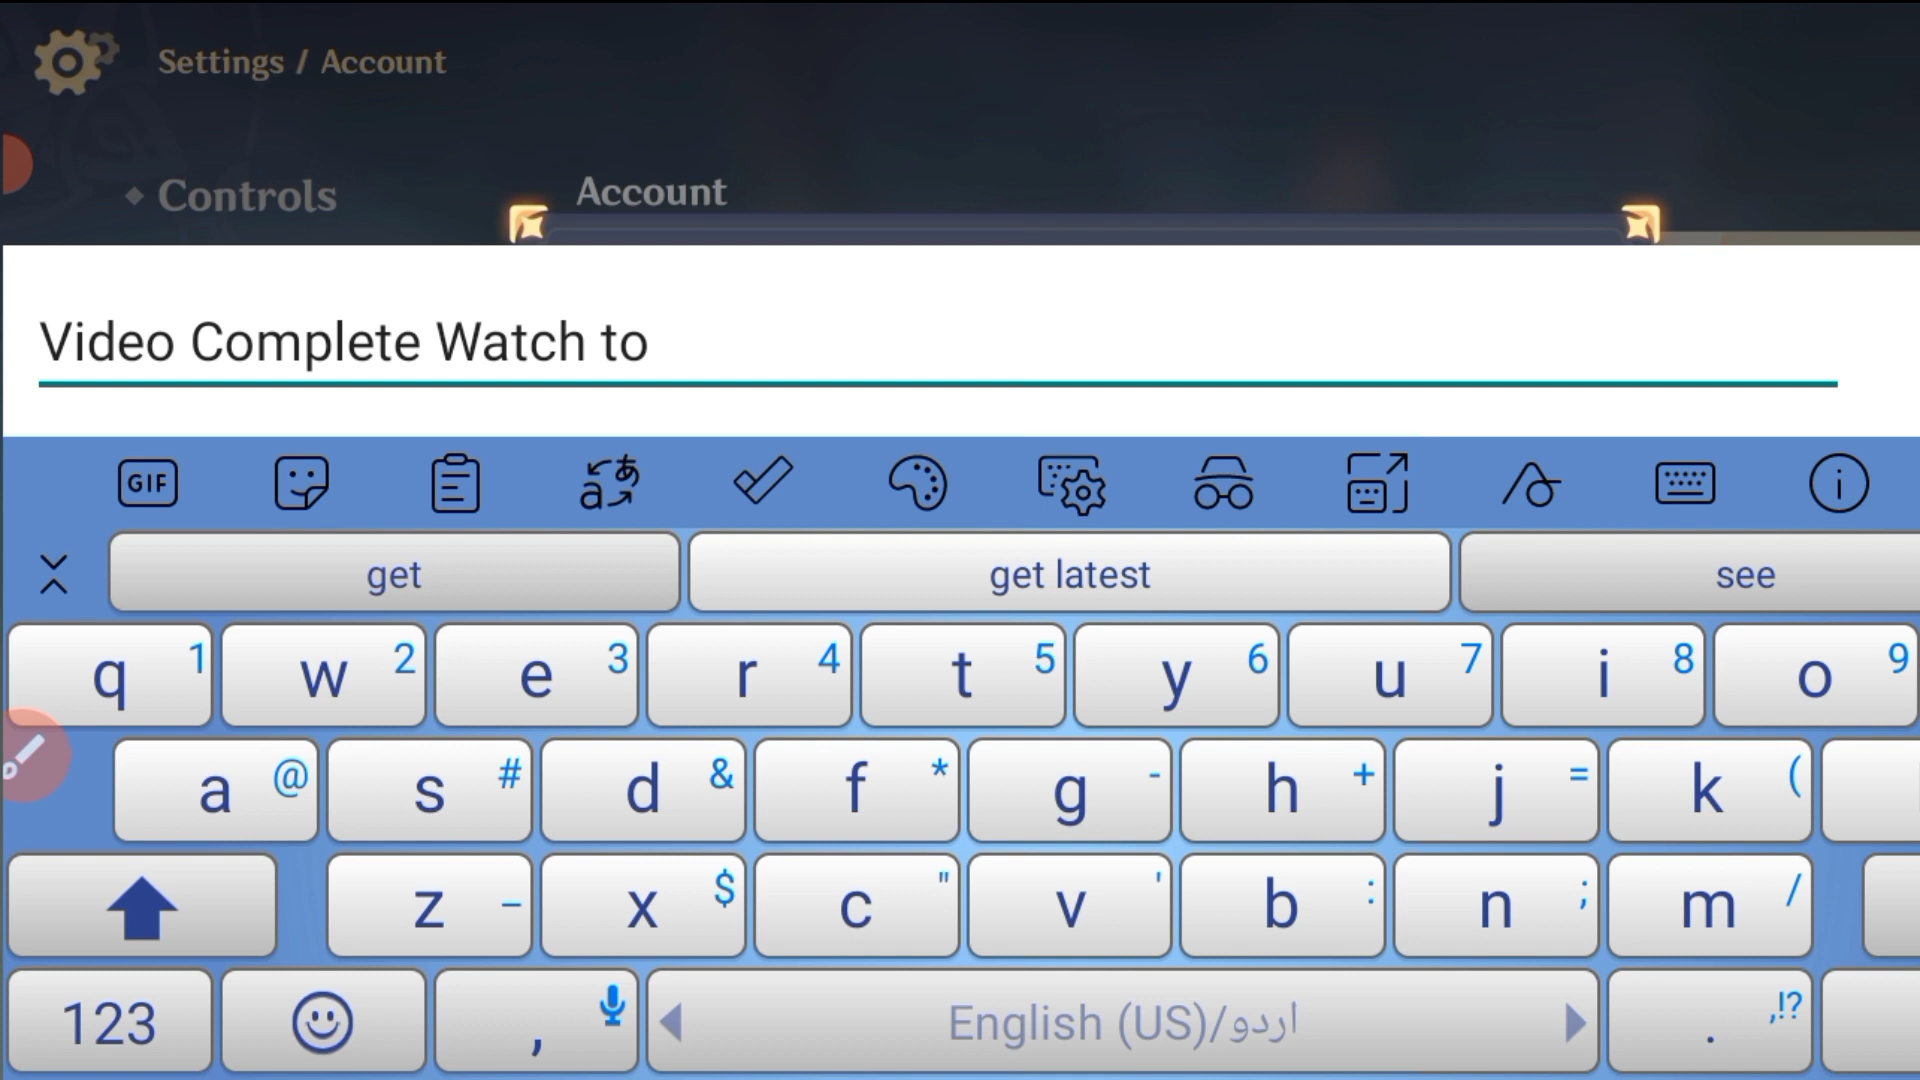 Settings / Account
Controls
Account
Video Complete Watch to
GIF
get
get latest
see
q 1 w 2 e 3 r 4 t 5 y 6 u 7 i 8 o 9
a @ s # d & f * g - h + j = k (
z _ x $ c " v ' b : n ; m /
123 , English (US)/اردو . ,!?